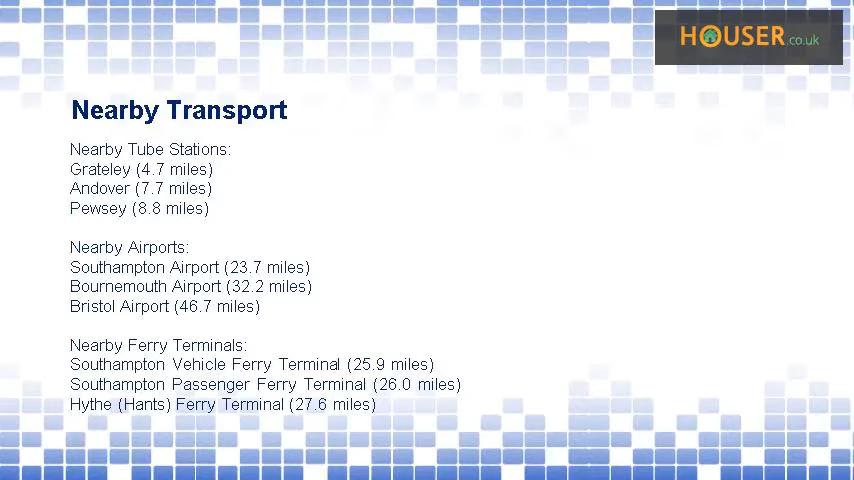 HOUSER.co.uk
Nearby Transport
Nearby Tube Stations:
Grateley (4.7 miles)
Andover (7.7 miles)
Pewsey (8.8 miles)
Nearby Airports:
Southampton Airport (23.7 miles)
Bournemouth Airport (32.2 miles)
Bristol Airport (46.7 miles)
Nearby Ferry Terminals:
Southampton Vehicle Ferry Terminal (25.9 miles)
Southampton Passenger Ferry Terminal (26.0 miles)
Hythe (Hants) Ferry Terminal (27.6 miles)